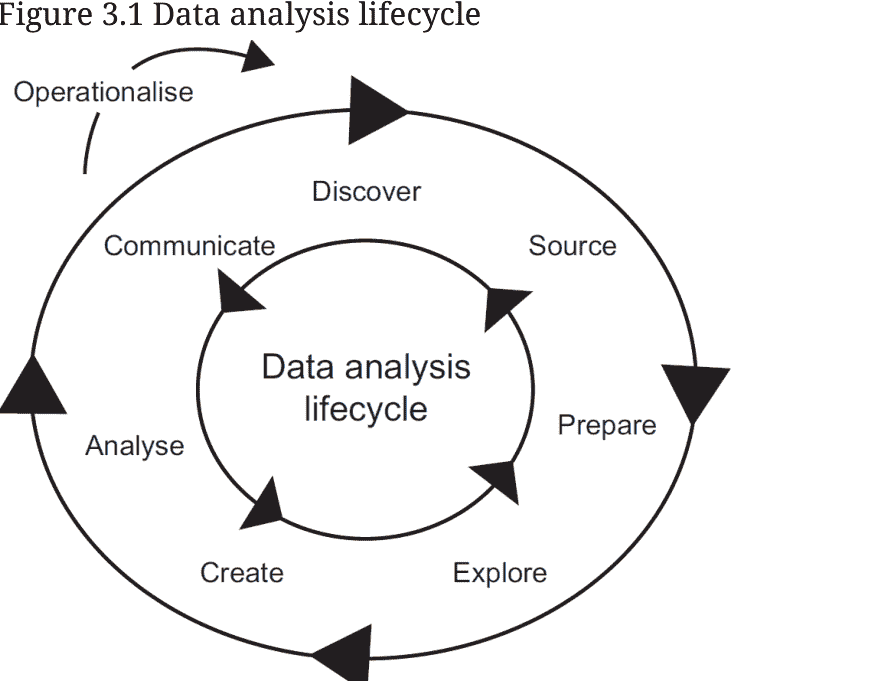 Figure 3.1 Data analysis lifecycle
Operationalise
Discover
Communicate
Source
Data analysis
lifecycle
Prepare
Analyse
Create
Explore